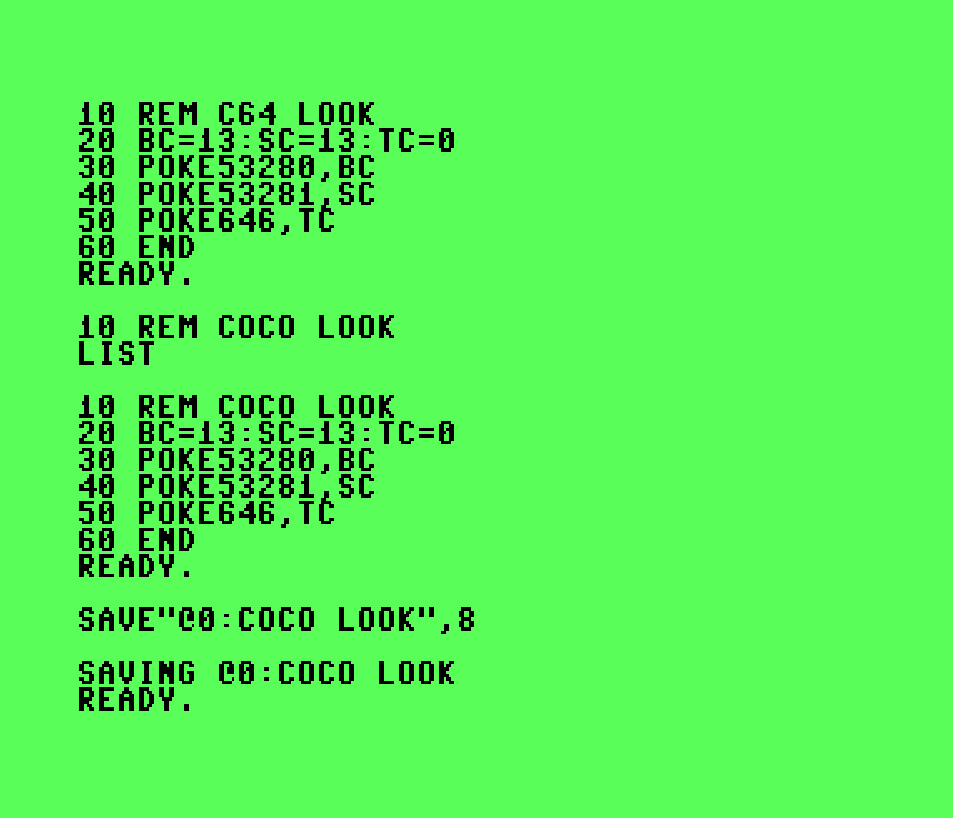 10 REM C64 LOOK
20 BC=13:SC=13:TC=0
30 POKE53280,BC
40 POKE53281,SC
50 POKE646,TC
60 END
READY.
10 REM COCO LOOK
LIST
10 REM COCO LOOK
20 BC=13:SC=13:TC=0
30 POKE53280,BC
40 POKE53281,SC
50 POKE646,TC
60 END
READY.
SAVE"@0:COCO LOOK",8
SAVING @0:COCO LOOK
READY.